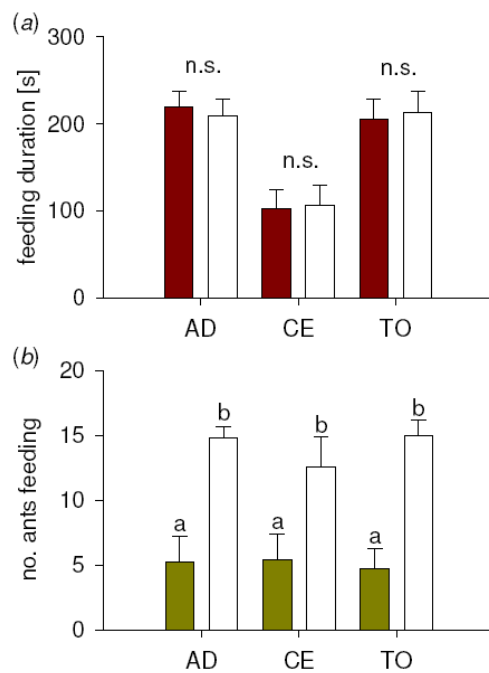 (a)
feeding duration [s]
300
200
100
0
n.s.
n.s.
n.s.
AD CE TO
(b)
no. ants feeding
20
15
10
5
0
a b a b a b
AD CE TO